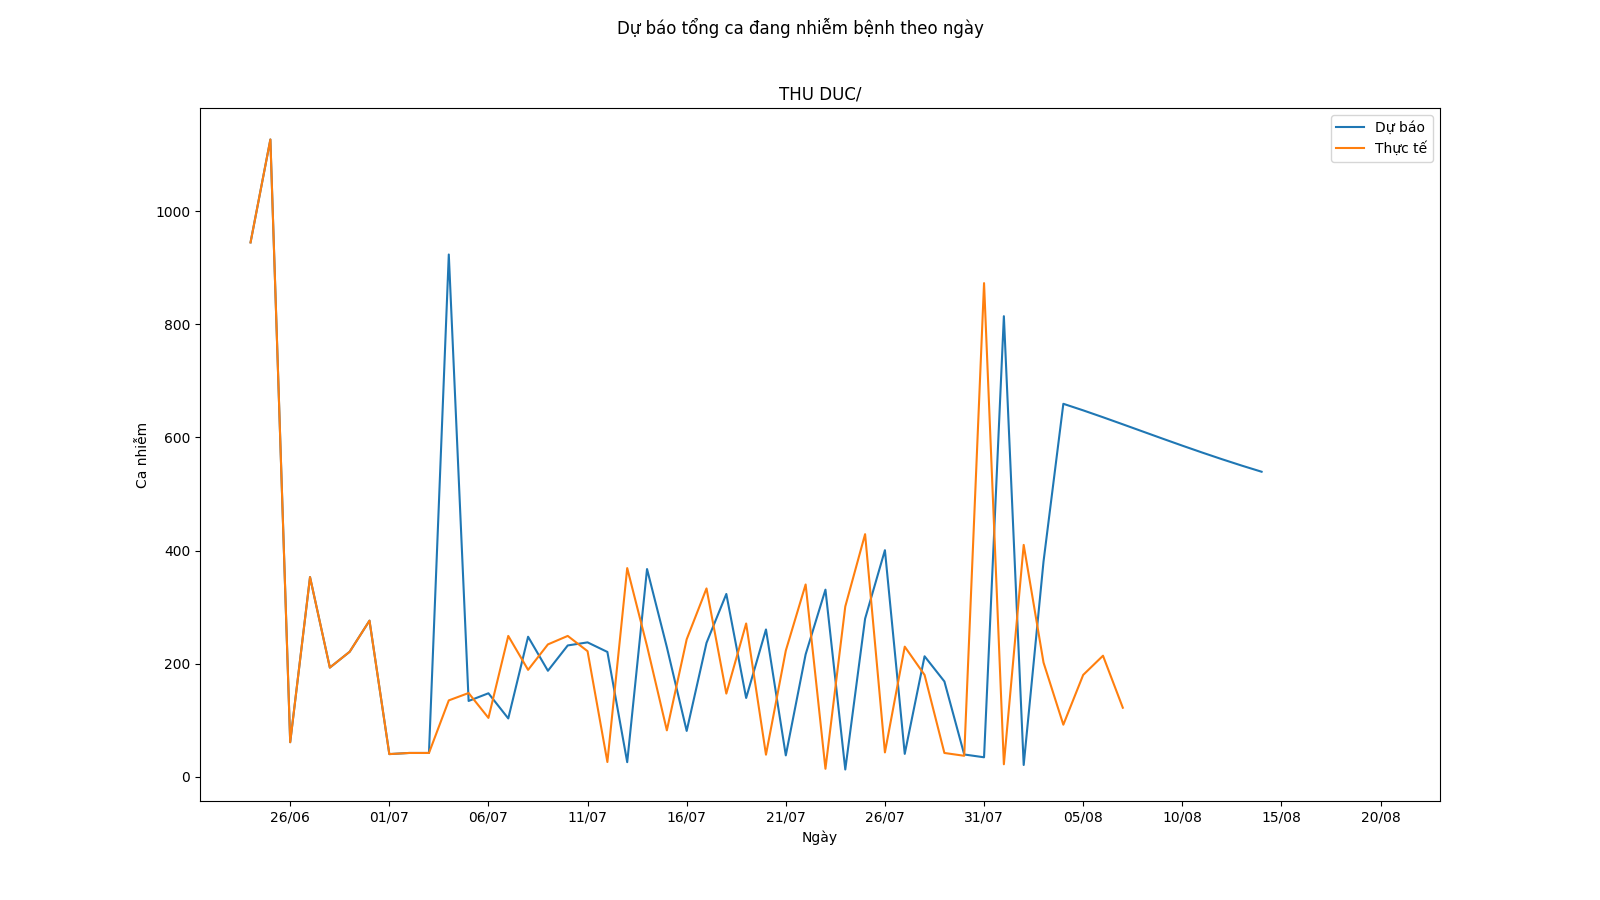 Dự báo tổng ca đang nhiễm bệnh theo ngày
THU DUC/
Dự báo
Thực tế
1000
800
600
400
200
0
Ca nhiễm
26/06 01/07 06/07 11/07 16/07 21/07 26/07 31/07 05/08 10/08 15/08 20/08
Ngày